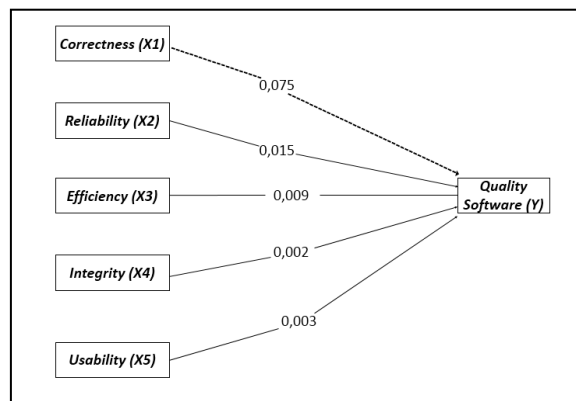 Correctness (X1)
0,075
Reliability (X2)
0,015
Efficiency (X3)
0,009
Quality
Software (Y)
Integrity (X4)
0,002
Usability (X5)
0,003